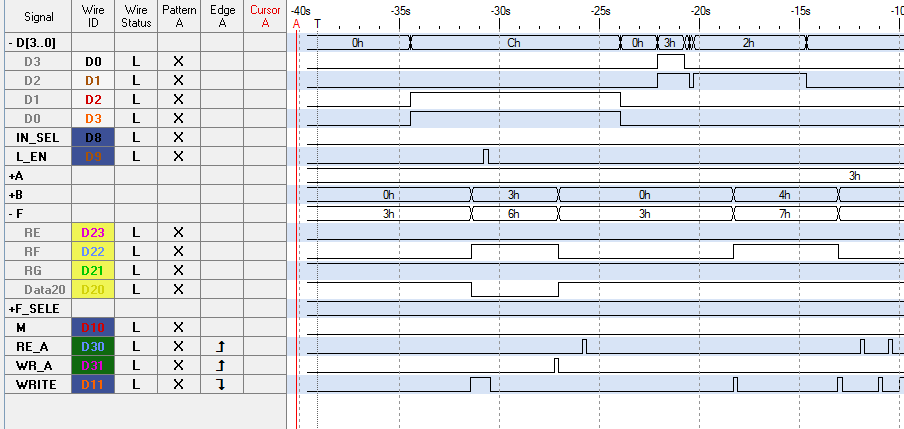 Signal Wire ID Wire Status Pattern A Edge A Cursor A -40s -35s -30s -25s -20s -15s -10s
A T
- D[3..0] 0h Ch 0h 3h 2h
D3 D0 L X
D2 D1 L X
D1 D2 L X
D0 D3 L X
IN_SEL D8 L X
L_EN D9 L X
+A 3h
+B 0h 3h 0h 4h
- F 3h 6h 3h 7h
RE D23 L X
RF D22 L X
RG D21 L X
Data20 D20 L X
+F_SELE
M D10 L X
RE_A D30 L X
WR_A D31 L X
WRITE D11 L X